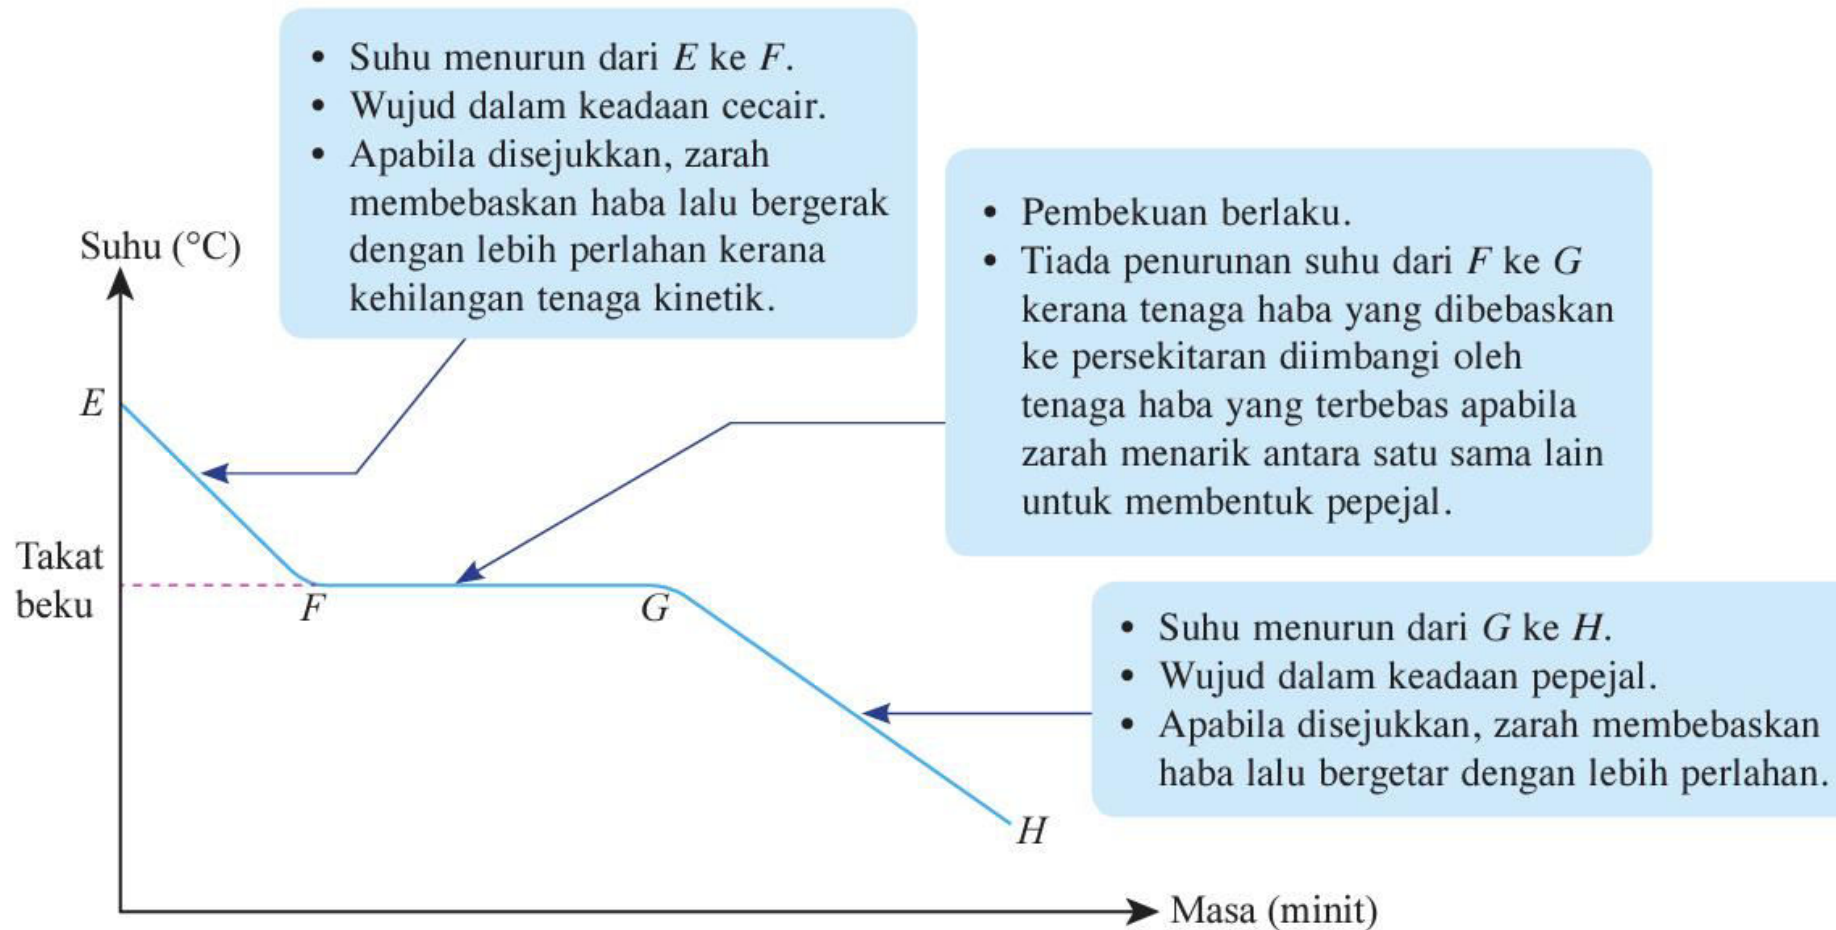 • Suhu menurun dari E ke F.
• Wujud dalam keadaan cecair.
• Apabila disejukkan, zarah
membebaskan haba lalu bergerak
dengan lebih perlahan kerana
kehilangan tenaga kinetik.
• Pembekuan berlaku.
• Tiada penurunan suhu dari F ke G
kerana tenaga haba yang dibebaskan
ke persekitaran diimbangi oleh
tenaga haba yang terbebas apabila
zarah menarik antara satu sama lain
untuk membentuk pepejal.
Suhu (°C)
E
Takat
beku
F
G
• Suhu menurun dari G ke H.
• Wujud dalam keadaan pepejal.
• Apabila disejukkan, zarah membebaskan
haba lalu bergetar dengan lebih perlahan.
H
Masa (minit)